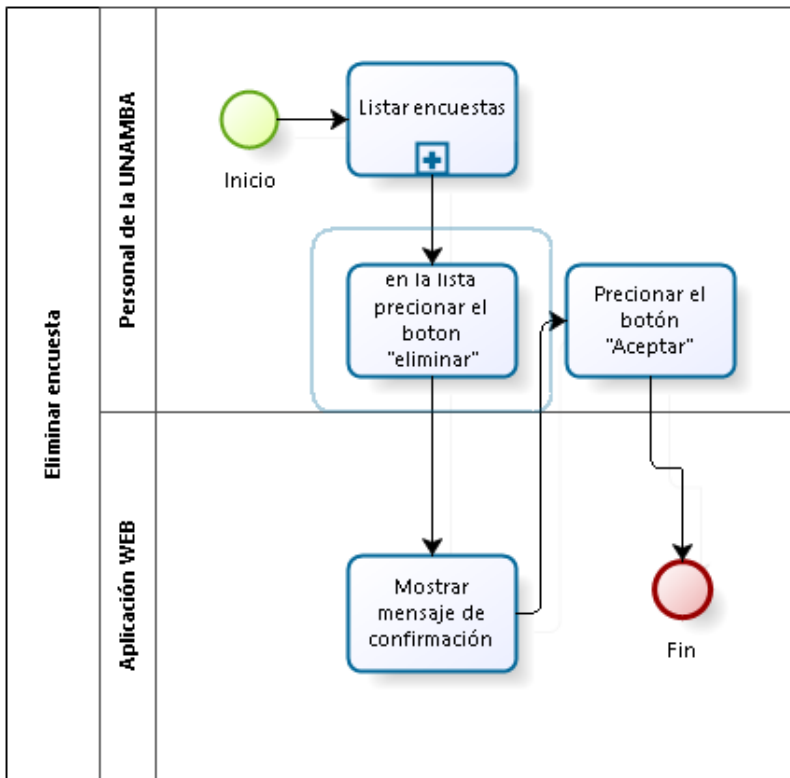 Eliminar encuesta
Personal de la UNAMBA
Inicio
Listar encuestas
en la lista
precionar el
boton
"eliminar"
Precionar el
botón
"Aceptar"
Aplicación WEB
Mostrar
mensaje de
confirmación
Fin